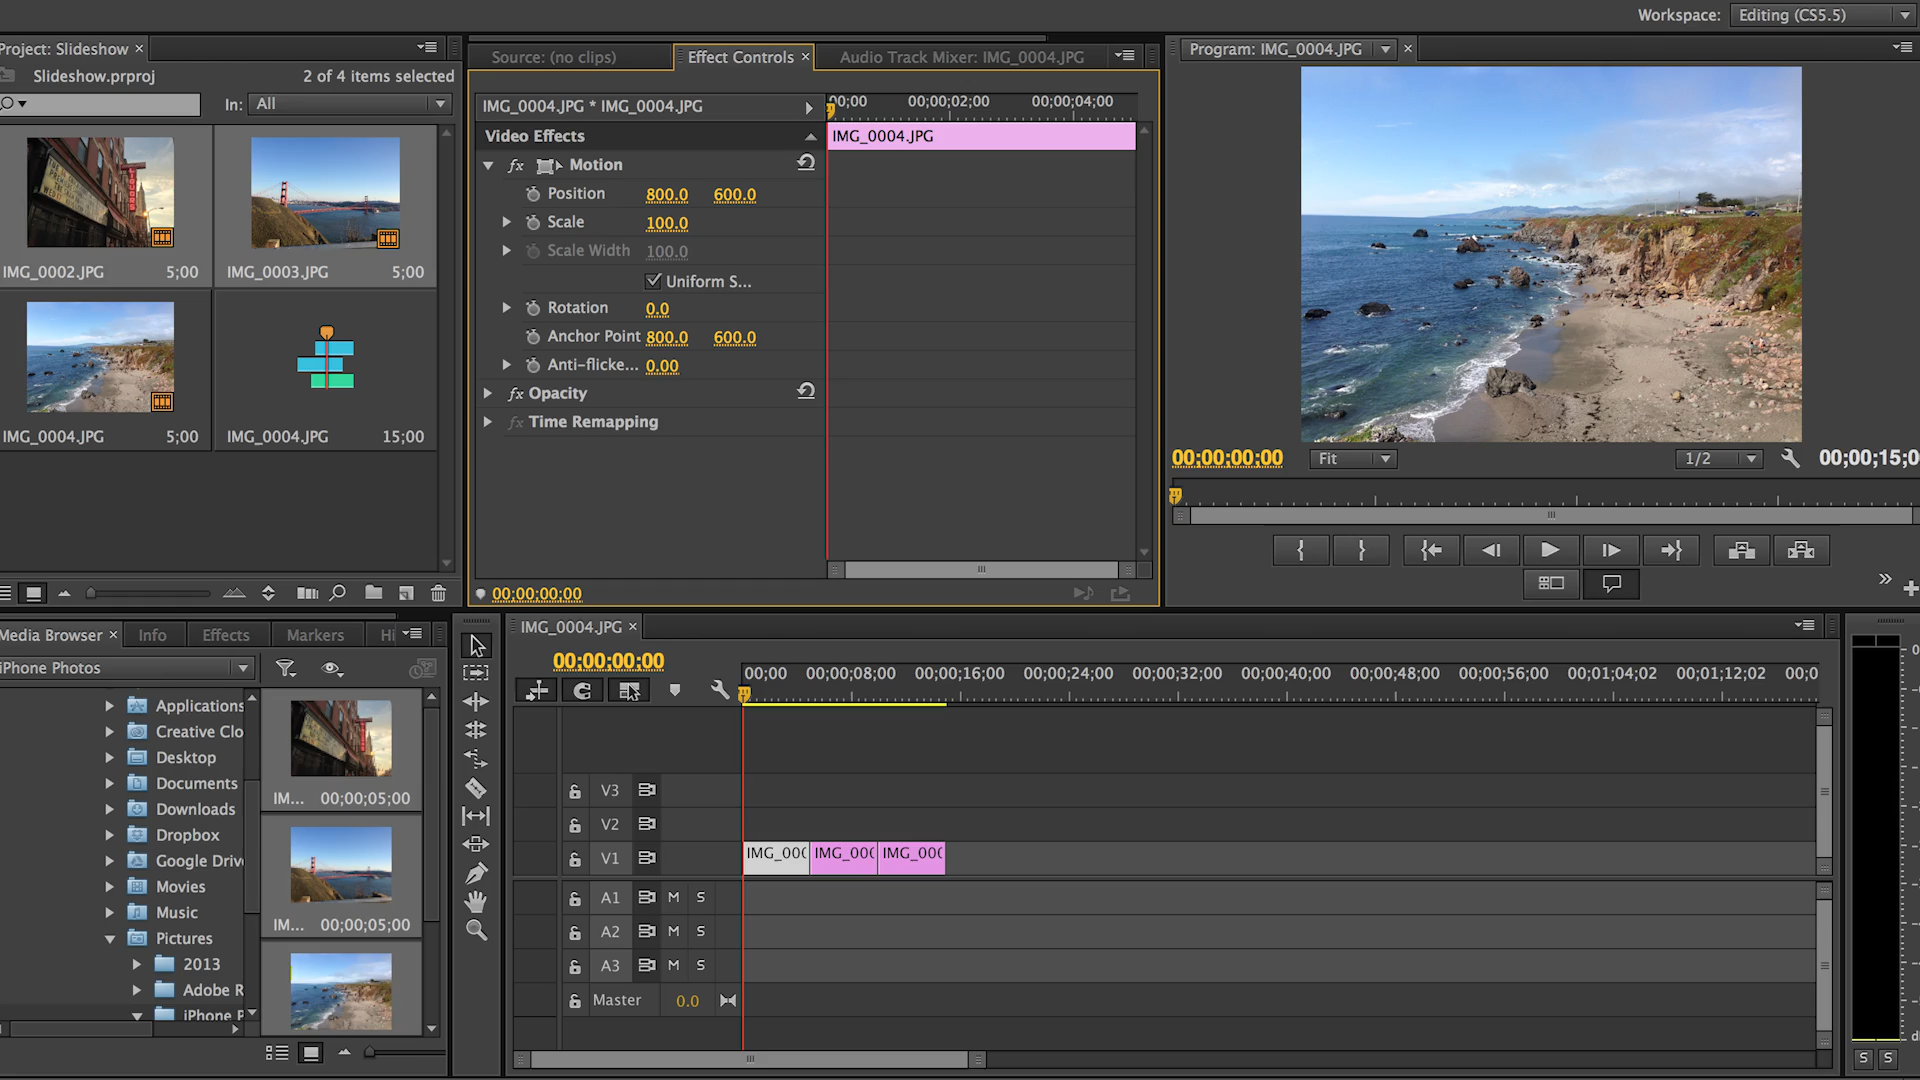 Workspace: Editing (CS5.5)
Project: Slideshow ×
Slideshow.prproj 2 of 4 items selected
In: All
IMG_0002.JPG 5;00
IMG_0003.JPG 5;00
IMG_0004.JPG 5;00
IMG_0004.JPG 15;00
Source: (no clips) Effect Controls × Audio Track Mixer: IMG_0004.JPG
IMG_0004.JPG * IMG_0004.JPG
00;00 00;00;02;00 00;00;04;00
Video Effects IMG_0004.JPG
fx Motion
Position 800.0 600.0
Scale 100.0
Scale Width 100.0
Uniform S...
Rotation 0.0
Anchor Point 800.0 600.0
Anti-flicke... 0.00
fx Opacity
fx Time Remapping
00;00;00;00
Program: IMG_0004.JPG ×
00;00;00;00 Fit 1/2 00;00;15;0
Media Browser × Info Effects Markers Hi
iPhone Photos
Applications
Creative Clo
Desktop
Documents
Downloads
Dropbox
Google Drive
Movies
Music
Pictures
2013
Adobe R
iPhone P
IM... 00;00;05;00
IM... 00;00;05;00
LIQUORS
IMG_0004.JPG ×
00;00;00;00
00;00 00;00;08;00 00;00;16;00 00;00;24;00 00;00;32;00 00;00;40;00 00;00;48;00 00;00;56;00 00;01;04;02 00;01;12;02 00;0
V3
V2
V1 IMG_000 IMG_000 IMG_000
A1 M S
A2 M S
A3 M S
Master 0.0
S S